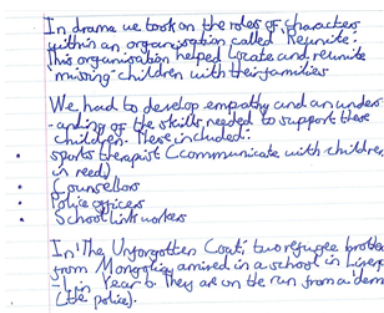 In drama we took on the roles of characters
within an organisation called 'Reunite'.
This organisation helped locate and reunite
'missing' children with their families
We had to develop empathy and an under
-anding of the skills needed to support these
children. These included:
• sports therapist (communicate with children
in need)
• Counsellors
• Police officers
• School link workers
In 'The Unforgotten Coat', two refugee brothe
from Mongolia arrived in a school in Liverp
in Year 6. They are on the run from a dem
(the police).